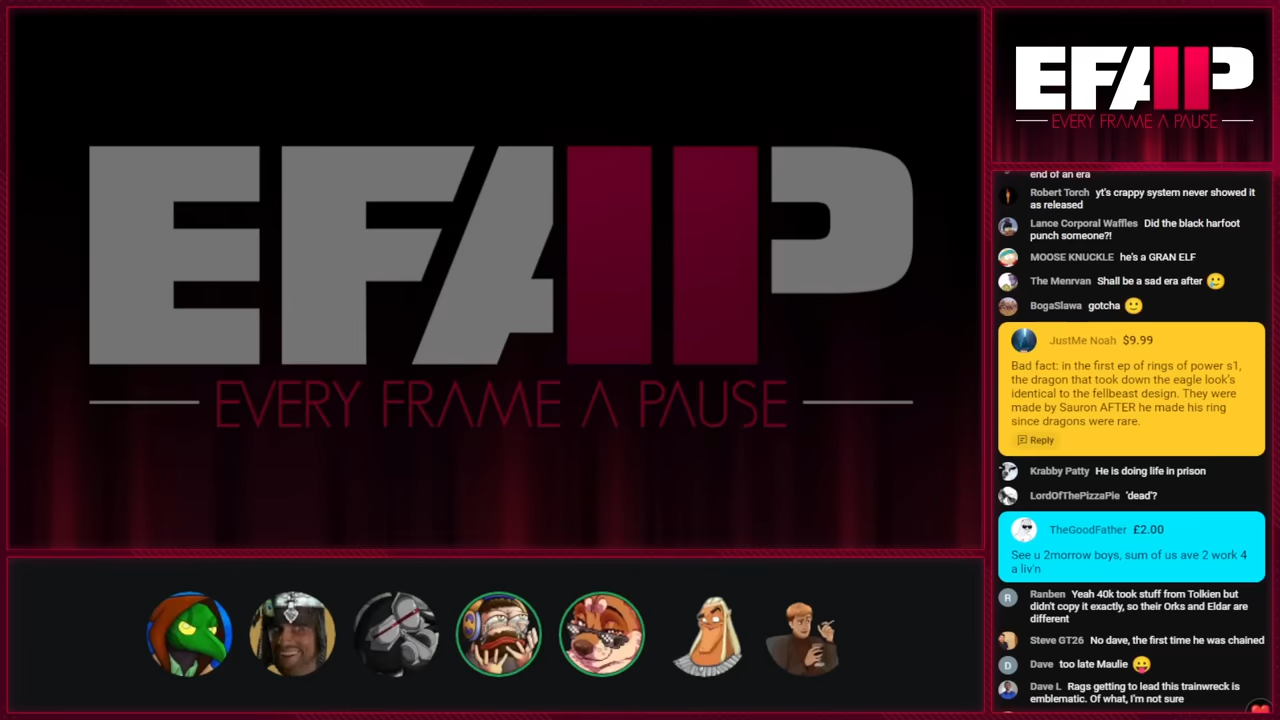 EFAP
EVERY FRAME A PAUSE
EFAP
EVERY FRAME A PAUSE
end of an era
Robert Torch yt's crappy system never showed it
as released
Lance Corporal Waffles Did the black harfoot
punch someone?!
MOOSE KNUCKLE he's a GRAN ELF
The Menrvan Shall be a sad era after 🥲
BogaSlawa gotcha 🙂
JustMe Noah $9.99
Bad fact: in the first ep of rings of power s1,
the dragon that took down the eagle look's
identical to the fellbeast design. They were
made by Sauron AFTER he made his ring
since dragons were rare.
Reply
Krabby Patty He is doing life in prison
LordOfThePizzaPie 'dead'?
TheGoodFather £2.00
See u 2morrow boys, sum of us ave 2 work 4
a liv'n
R
Ranben Yeah 40k took stuff from Tolkien but
didn't copy it exactly, so their Orks and Eldar are
different
Steve GT26 No dave, the first time he was chained
D
Dave too late Maulie 😛
Dave L Rags getting to lead this trainwreck is
emblematic. Of what, I'm not sure